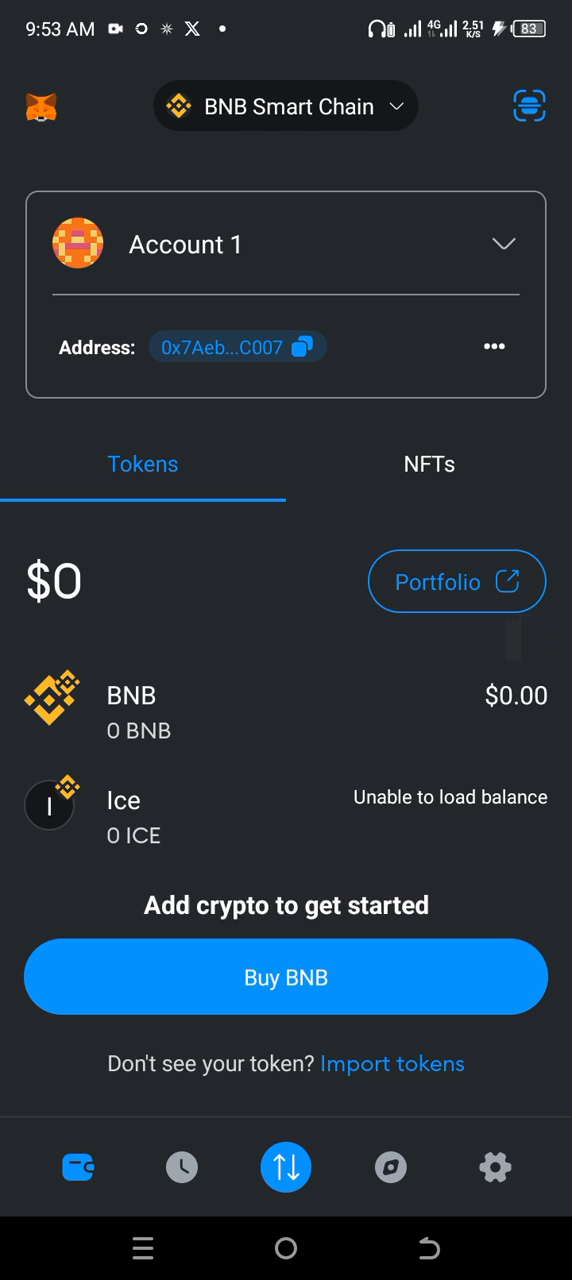 9:53 AM X 4G 2.51 K/S 83
BNB Smart Chain
Account 1
Address: 0x7Aeb...C007
Tokens NFTs
$0 Portfolio
BNB $0.00
0 BNB
I Ice Unable to load balance
0 ICE
Add crypto to get started
Buy BNB
Don't see your token? Import tokens